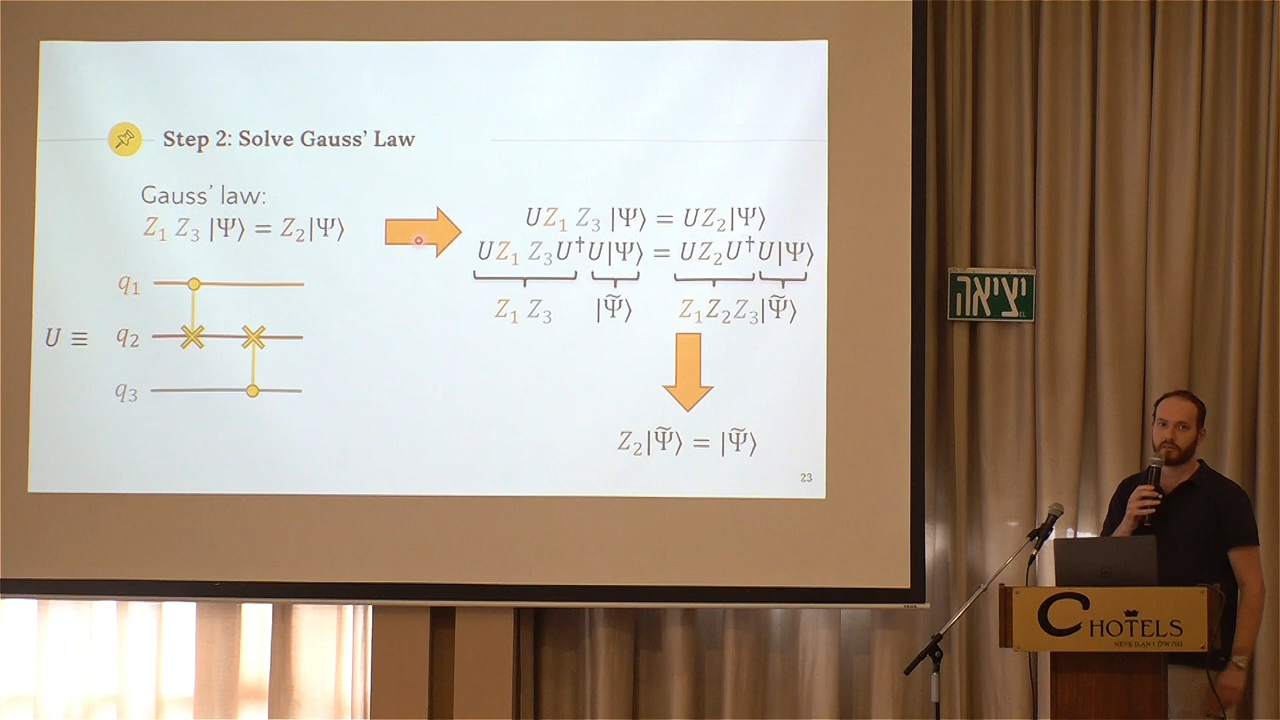 Step 2: Solve Gauss' Law
Gauss' law:
Z₁ Z₃ |Ψ⟩ = Z₂|Ψ⟩
q₁
U ≡ q₂
q₃
UZ₁ Z₃ |Ψ⟩ = UZ₂|Ψ⟩
UZ₁ Z₃U†U|Ψ⟩ = UZ₂U†U|Ψ⟩
Z₁ Z₃ |Ψ̃⟩ Z₁Z₂Z₃|Ψ̃⟩
Z₂|Ψ̃⟩ = |Ψ̃⟩
23
יציאה
C HOTELS